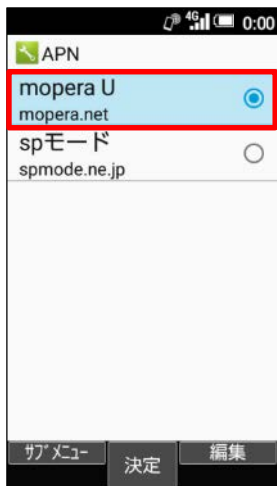 4G 0:00
APN
mopera U
mopera.net
spモード
spmode.ne.jp
ｻﾌﾞﾒﾆｭｰ 決定 編集